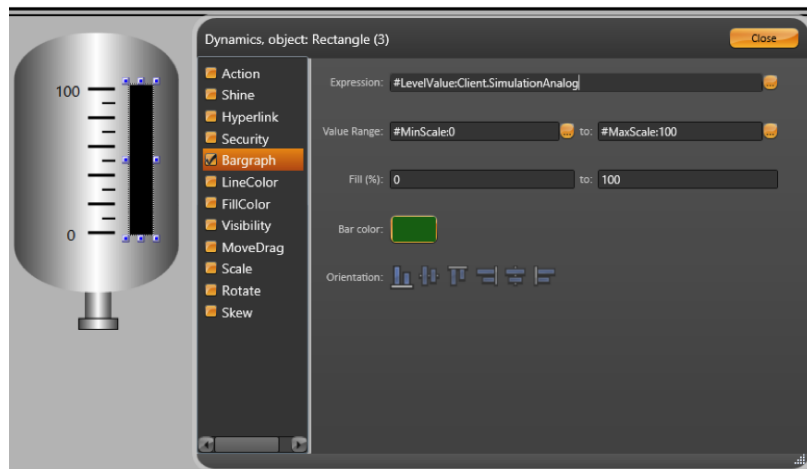 Dynamics, object: Rectangle (3)
Close
100
0
Action
Shine
Hyperlink
Security
Bargraph
LineColor
FillColor
Visibility
MoveDrag
Scale
Rotate
Skew
Expression: #LevelValue:Client.SimulationAnalog
Value Range: #MinScale:0 to: #MaxScale:100
Fill (%): 0 to: 100
Bar color:
Orientation: